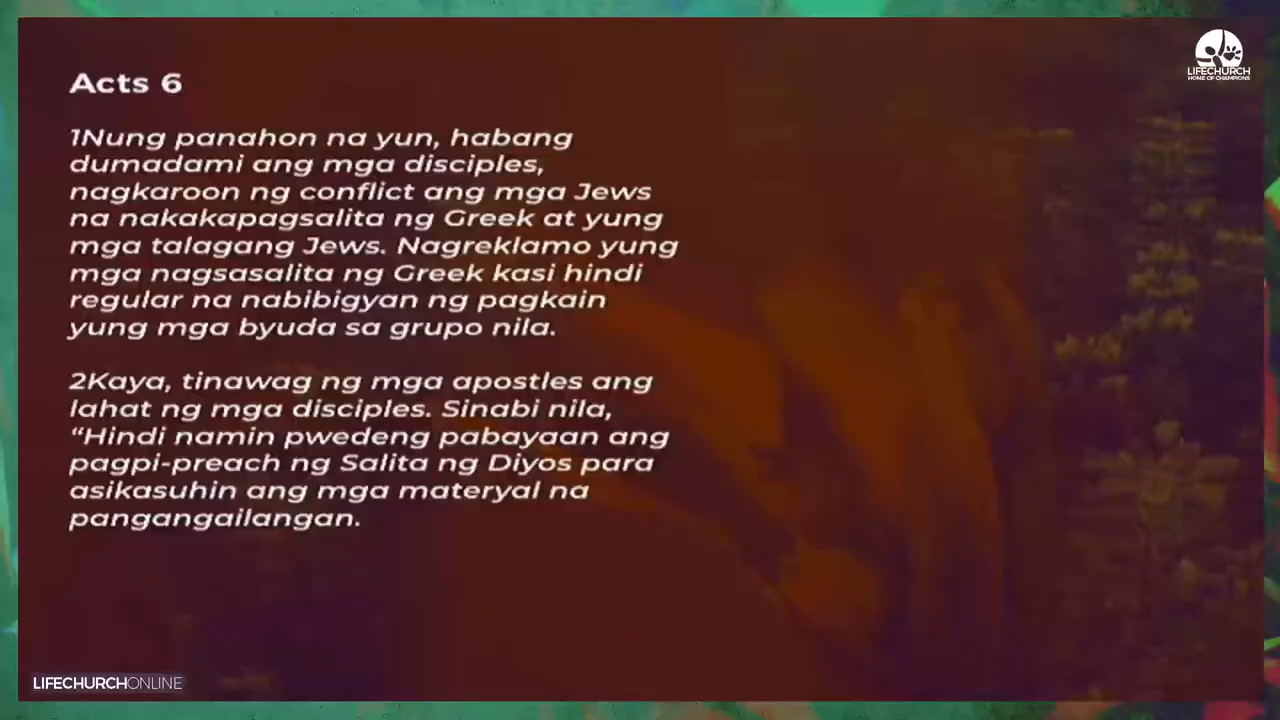 LIFECHURCH
HOME OF CHAMPIONS
Acts 6
1Nung panahon na yun, habang
dumadami ang mga disciples,
nagkaroon ng conflict ang mga Jews
na nakakapagsalita ng Greek at yung
mga talagang Jews. Nagreklamo yung
mga nagsasalita ng Greek kasi hindi
regular na nabibigyan ng pagkain
yung mga byuda sa grupo nila.
2Kaya, tinawag ng mga apostles ang
lahat ng mga disciples. Sinabi nila,
“Hindi namin pwedeng pabayaan ang
pagpi-preach ng Salita ng Diyos para
asikasuhin ang mga materyal na
pangangailangan.
LIFECHURCHONLINE